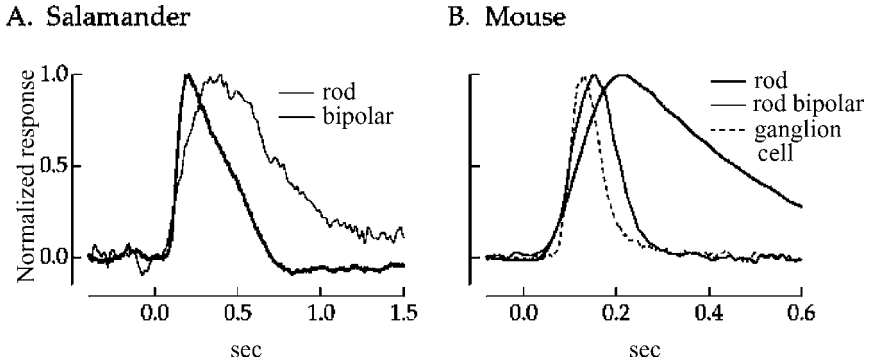 A. Salamander
Normalized response
1.0
0.5
0.0
rod
bipolar
0.0 0.5 1.0 1.5
sec
B. Mouse
rod
rod bipolar
ganglion
cell
0.0 0.2 0.4 0.6
sec